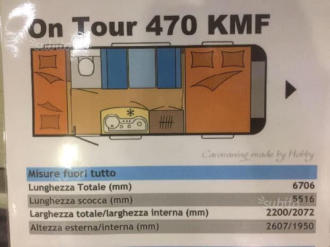 On Tour 470 KMF
Caravaning made by Hobby
Misure fuori tutto
Lunghezza Totale (mm) 6706
Lunghezza scocca (mm) 5516
Larghezza totale/larghezza interna (mm) 2200/2072
Altezza esterna/interna (mm) 2607/1950
subito